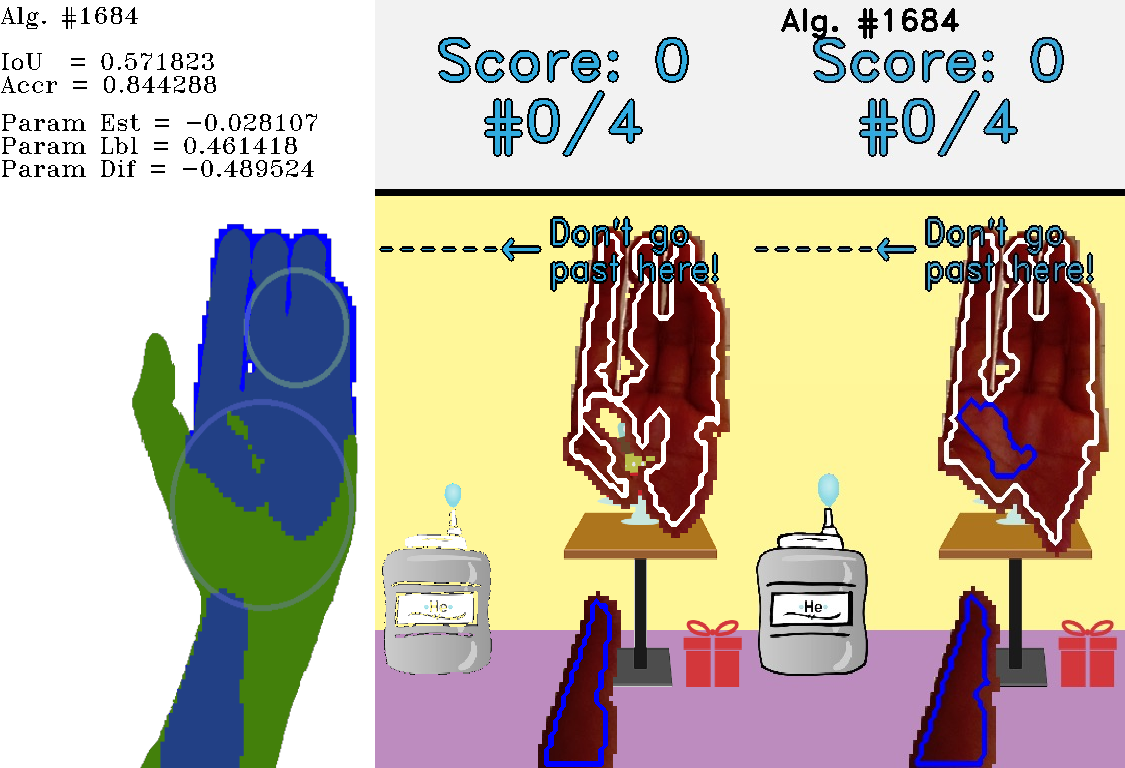 Alg. #1684
IoU = 0.571823
Accr = 0.844288
Param Est = -0.028107
Param Lbl = 0.461418
Param Dif = -0.489524
Score: 0
#0/4
Don't go
past here!
He
Alg. #1684
Score: 0
#0/4
Don't go
past here!
He